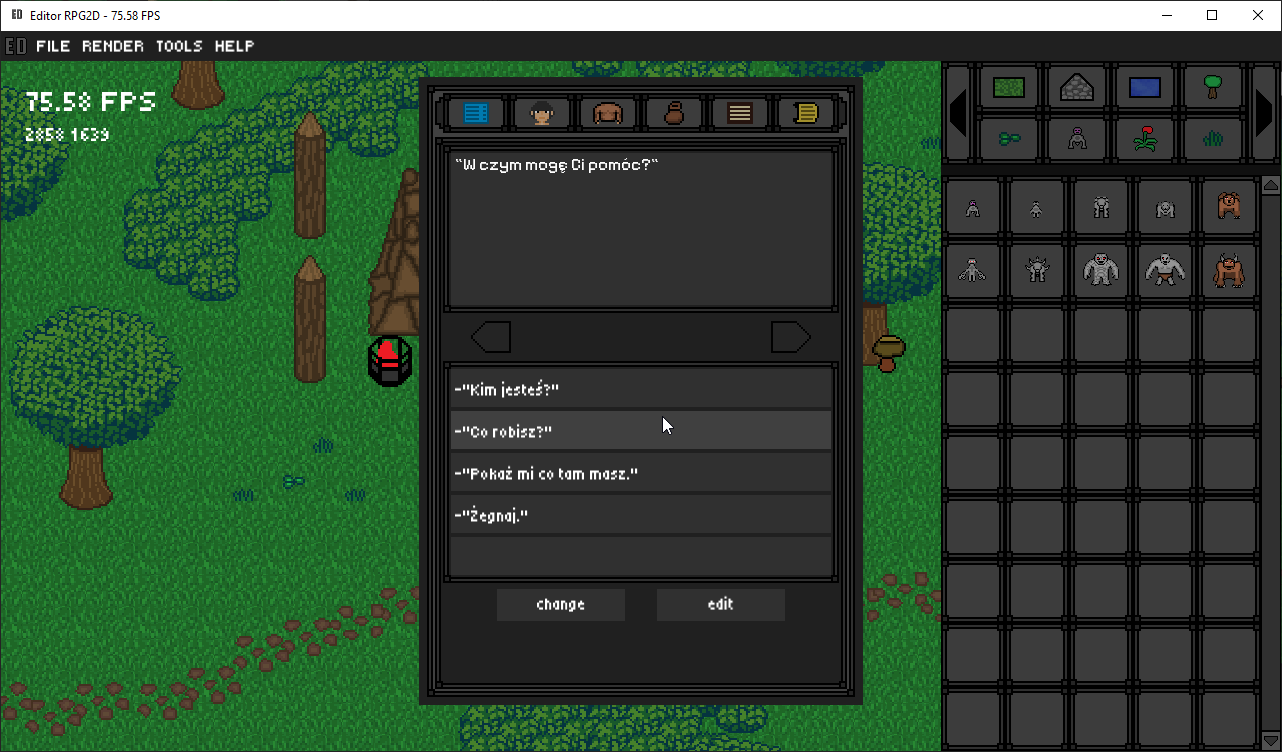 Editor RPG2D - 75.58 FPS
ED FILE RENDER TOOLS HELP
75.58 FPS
2858 1639
"W czym mogę Ci pomóc?"
-"Kim jesteś?"
-"Co robisz?"
-"Pokaż mi co tam masz."
-"Żegnaj."
change edit